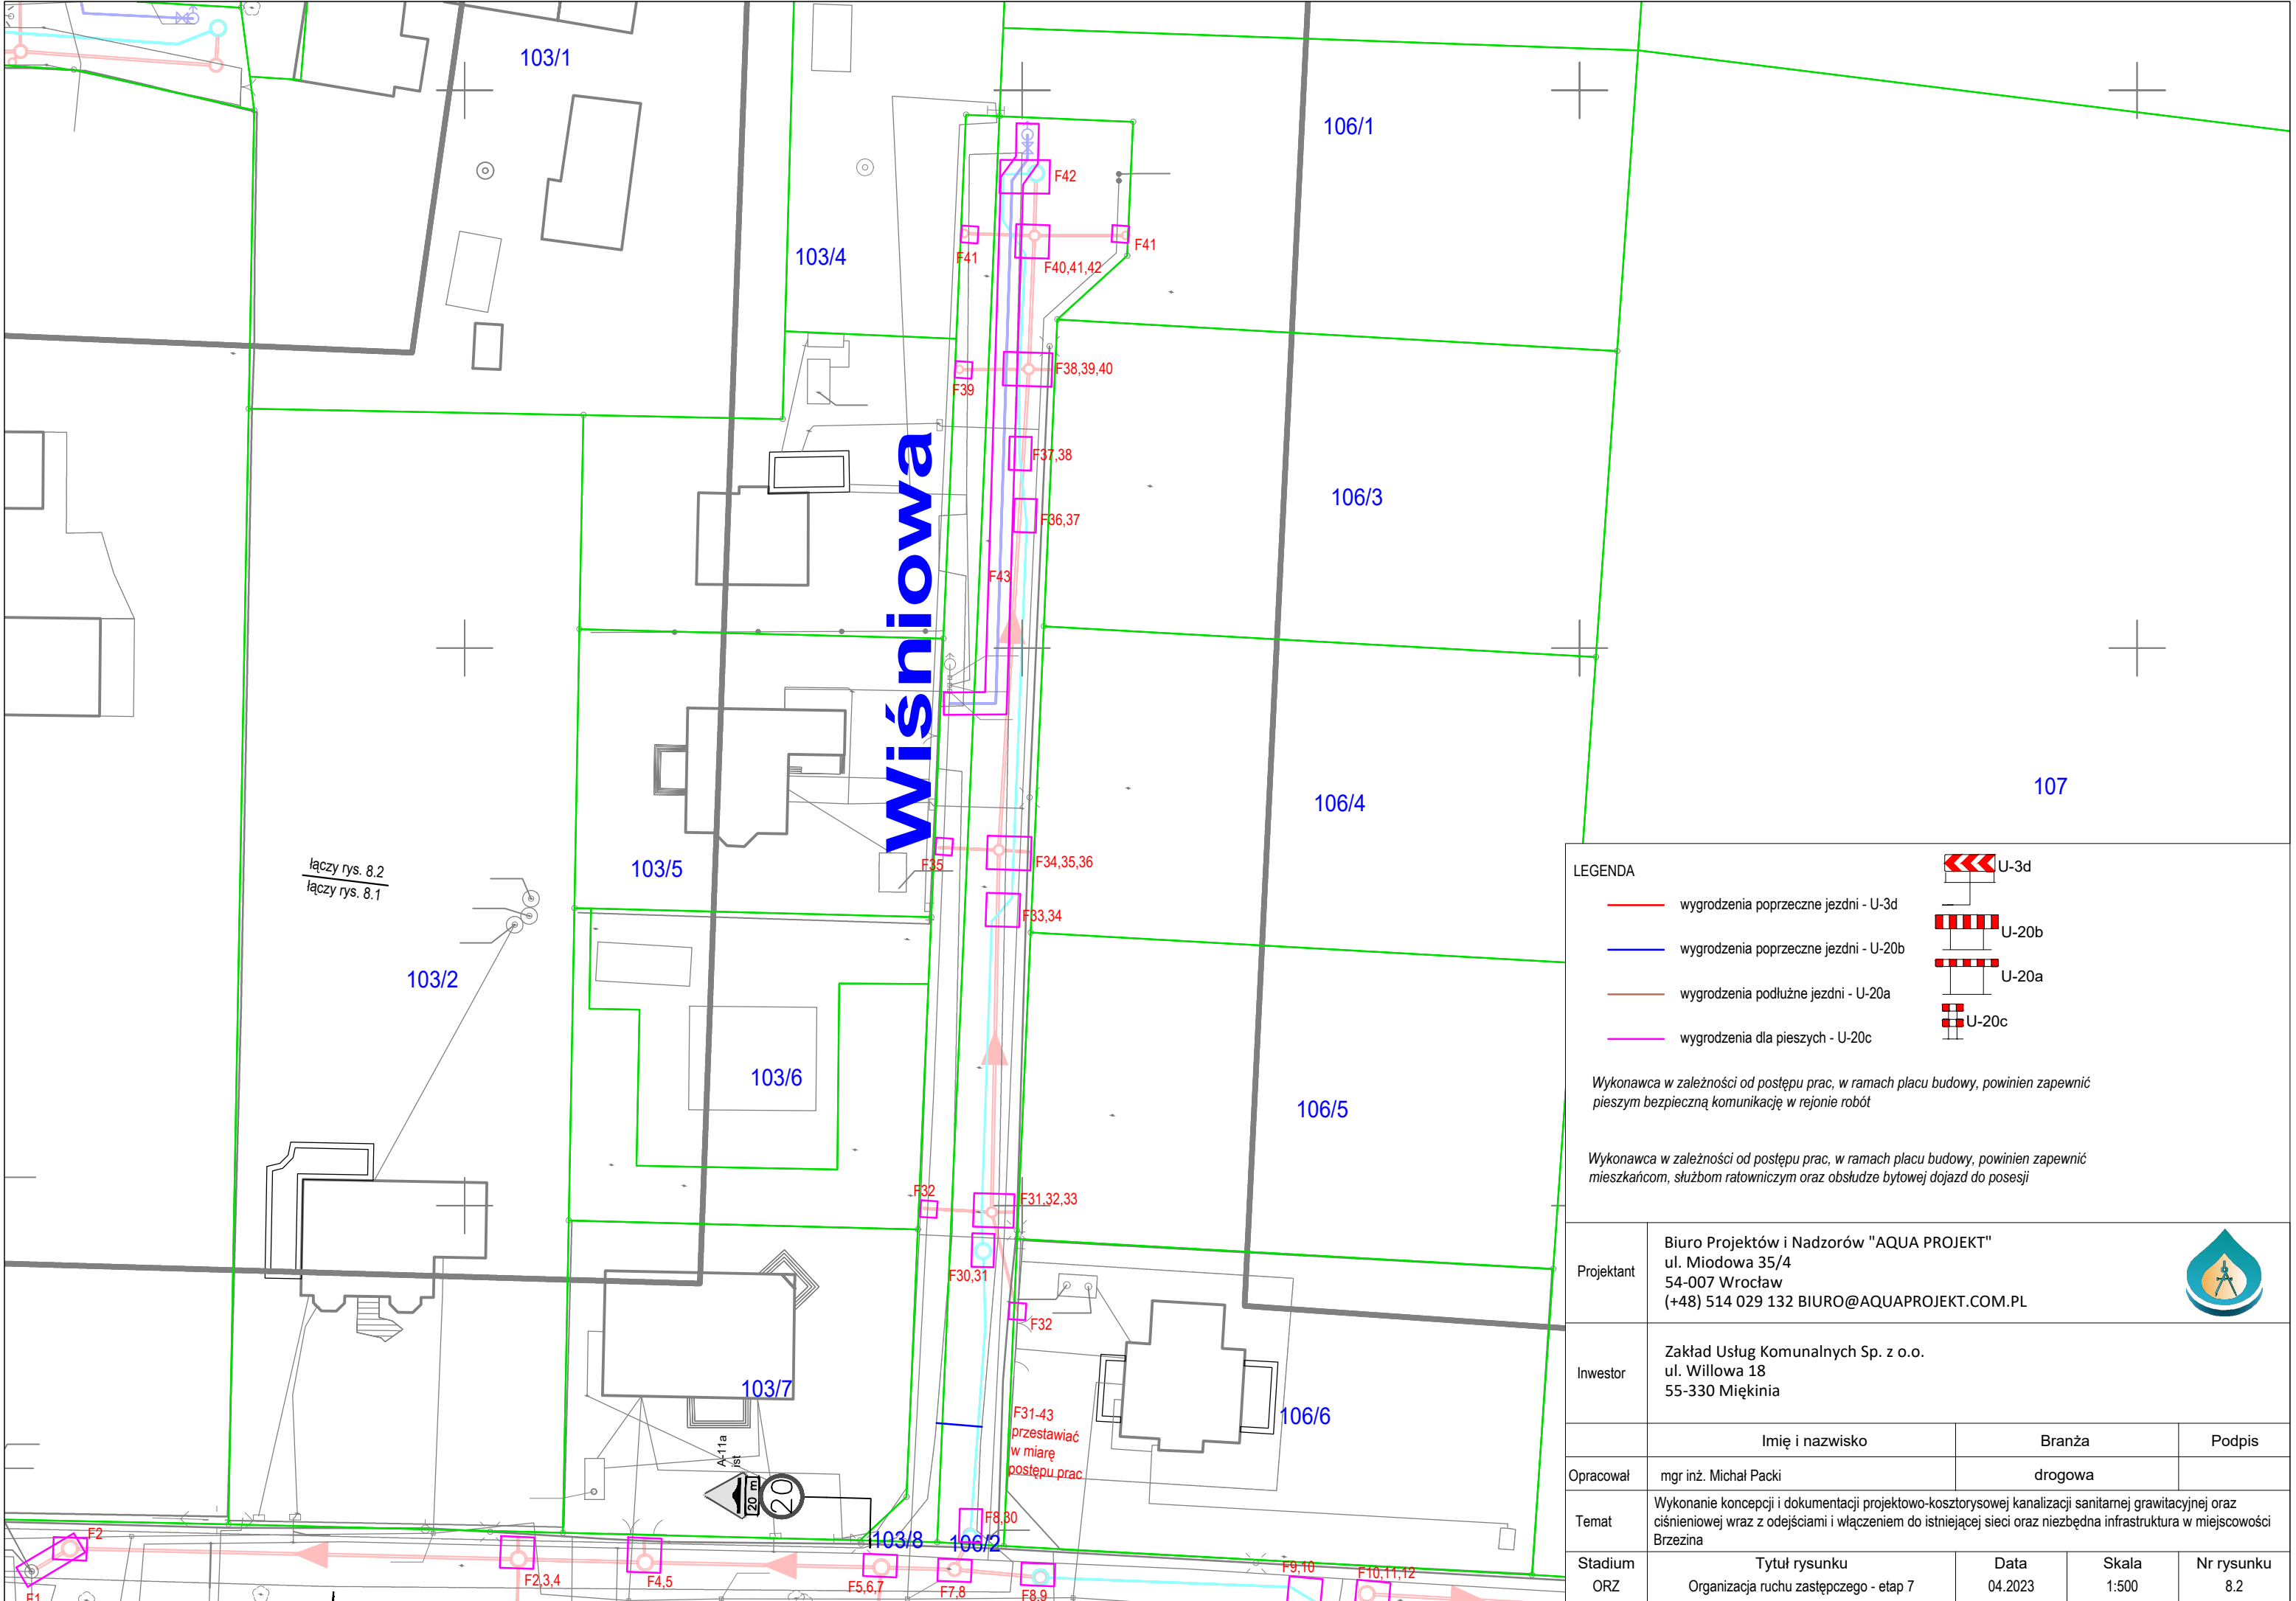 103/1
106/1
F42
F41
F41
F40,41,42
103/4
F39
F38,39,40
F37,38
106/3
F36,37
Wiśniowa
F43
107
106/4
F35
F34,35,36
103/5
łączy rys. 8.2
łączy rys. 8.1
F33,34
103/2
103/6
106/5
F32
F31,32,33
F30,31
F32
103/7
106/6
F31-43
przestawiać
w miarę
postępu prac
A-11a
ist
20 m
20
F8,30
103/8
106/2
F2
F1
F2,3,4
F4,5
F5,6,7
F7,8
F8,9
F9,10
F10,11,12
LEGENDA
wygrodzenia poprzeczne jezdni - U-3d
wygrodzenia poprzeczne jezdni - U-20b
wygrodzenia podłużne jezdni - U-20a
wygrodzenia dla pieszych - U-20c
U-3d
U-20b
U-20a
U-20c
Wykonawca w zależności od postępu prac, w ramach placu budowy, powinien zapewnić
pieszym bezpieczną komunikację w rejonie robót
Wykonawca w zależności od postępu prac, w ramach placu budowy, powinien zapewnić
mieszkańcom, służbom ratowniczym oraz obsłudze bytowej dojazd do posesji
Projektant
Biuro Projektów i Nadzorów "AQUA PROJEKT"
ul. Miodowa 35/4
54-007 Wrocław
(+48) 514 029 132 BIURO@AQUAPROJEKT.COM.PL
Inwestor
Zakład Usług Komunalnych Sp. z o.o.
ul. Willowa 18
55-330 Miękinia
Imię i nazwisko Branża Podpis
Opracował mgr inż. Michał Packi drogowa
Temat
Wykonanie koncepcji i dokumentacji projektowo-kosztorysowej kanalizacji sanitarnej grawitacyjnej oraz
ciśnieniowej wraz z odejściami i włączeniem do istniejącej sieci oraz niezbędna infrastruktura w miejscowości
Brzezina
Stadium Tytuł rysunku Data Skala Nr rysunku
ORZ Organizacja ruchu zastępczego - etap 7 04.2023 1:500 8.2